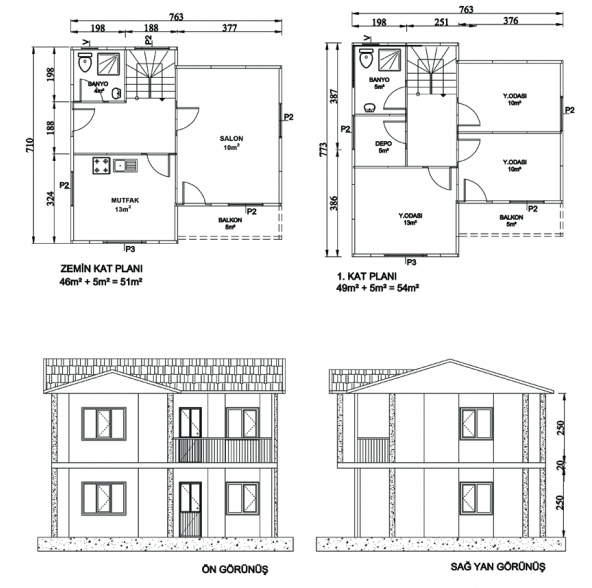 763
198 188 377
V P2
710
198
188
324
BANYO
4m²
SALON
10m²
P2
P2
MUTFAK
13m²
P2
BALKON
5m²
P3
ZEMİN KAT PLANI
46m² + 5m² = 51m²
763
198 251 376
V
773
387
386
BANYO
5m²
Y.ODASI
10m²
P2
DEPO
5m²
Y.ODASI
10m²
Y.ODASI
13m²
P2
BALKON
5m²
P3
1. KAT PLANI
49m² + 5m² = 54m²
250
20
250
ÖN GÖRÜNÜŞ
SAĞ YAN GÖRÜNÜŞ